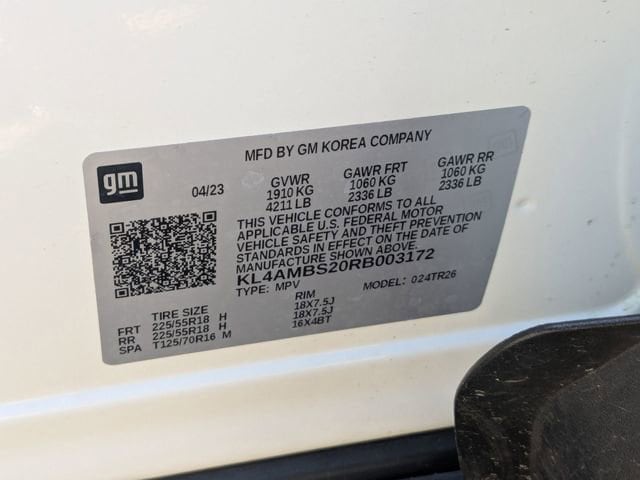 MFD BY GM KOREA COMPANY
gm
04/23
GVWR
1910 KG
4211 LB
GAWR FRT
1060 KG
2336 LB
GAWR RR
1060 KG
2336 LB
THIS VEHICLE CONFORMS TO ALL
APPLICABLE U.S. FEDERAL MOTOR
VEHICLE SAFETY AND THEFT PREVENTION
STANDARDS IN EFFECT ON THE DATE OF
MANUFACTURE SHOWN ABOVE.
KL4AMBS20RB003172
TYPE: MPV MODEL: 024TR26
TIRE SIZE RIM
FRT 225/55R18 H 18X7.5J
RR 225/55R18 H 18X7.5J
SPA T125/70R16 M 16X4BT